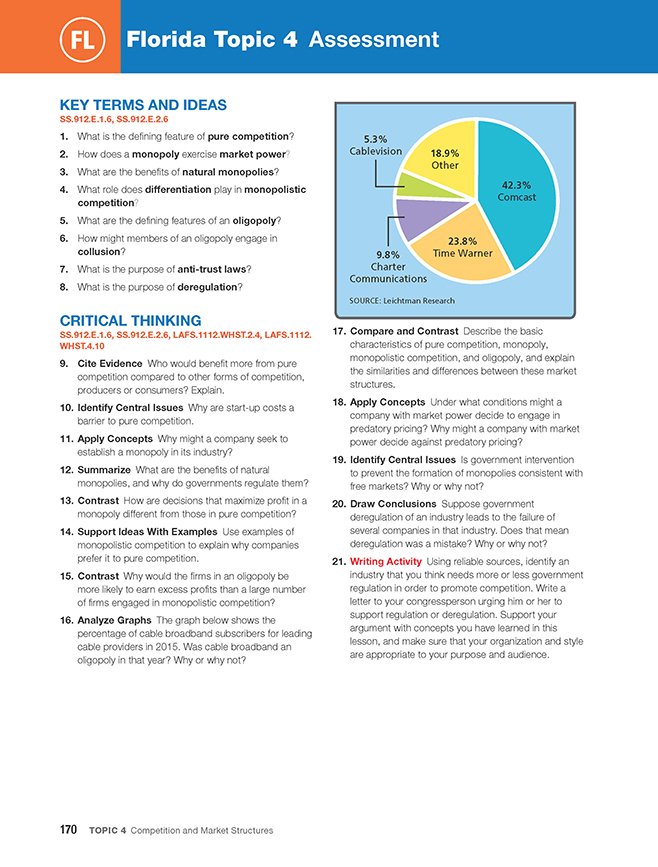 FL
Florida Topic 4 Assessment
KEY TERMS AND IDEAS
SS.912.E.1.6, SS.912.E.2.6
1. What is the defining feature of pure competition?
2. How does a monopoly exercise market power?
3. What are the benefits of natural monopolies?
4. What role does differentiation play in monopolistic
competition?
5. What are the defining features of an oligopoly?
6. How might members of an oligopoly engage in
collusion?
7. What is the purpose of anti-trust laws?
8. What is the purpose of deregulation?
CRITICAL THINKING
SS.912.E.1.6, SS.912.E.2.6, LAFS.1112.WHST.2.4, LAFS.1112.
WHST.4.10
9. Cite Evidence Who would benefit more from pure
competition compared to other forms of competition,
producers or consumers? Explain.
10. Identify Central Issues Why are start-up costs a
barrier to pure competition.
11. Apply Concepts Why might a company seek to
establish a monopoly in its industry?
12. Summarize What are the benefits of natural
monopolies, and why do governments regulate them?
13. Contrast How are decisions that maximize profit in a
monopoly different from those in pure competition?
14. Support Ideas With Examples Use examples of
monopolistic competition to explain why companies
prefer it to pure competition.
15. Contrast Why would the firms in an oligopoly be
more likely to earn excess profits than a large number
of firms engaged in monopolistic competition?
16. Analyze Graphs The graph below shows the
percentage of cable broadband subscribers for leading
cable providers in 2015. Was cable broadband an
oligopoly in that year? Why or why not?
5.3%
Cablevision
18.9%
Other
42.3%
Comcast
23.8%
Time Warner
9.8%
Charter
Communications
SOURCE: Leichtman Research
17. Compare and Contrast Describe the basic
characteristics of pure competition, monopoly,
monopolistic competition, and oligopoly, and explain
the similarities and differences between these market
structures.
18. Apply Concepts Under what conditions might a
company with market power decide to engage in
predatory pricing? Why might a company with market
power decide against predatory pricing?
19. Identify Central Issues Is government intervention
to prevent the formation of monopolies consistent with
free markets? Why or why not?
20. Draw Conclusions Suppose government
deregulation of an industry leads to the failure of
several companies in that industry. Does that mean
deregulation was a mistake? Why or why not?
21. Writing Activity Using reliable sources, identify an
industry that you think needs more or less government
regulation in order to promote competition. Write a
letter to your congressperson urging him or her to
support regulation or deregulation. Support your
argument with concepts you have learned in this
lesson, and make sure that your organization and style
are appropriate to your purpose and audience.
170 TOPIC 4 Competition and Market Structures